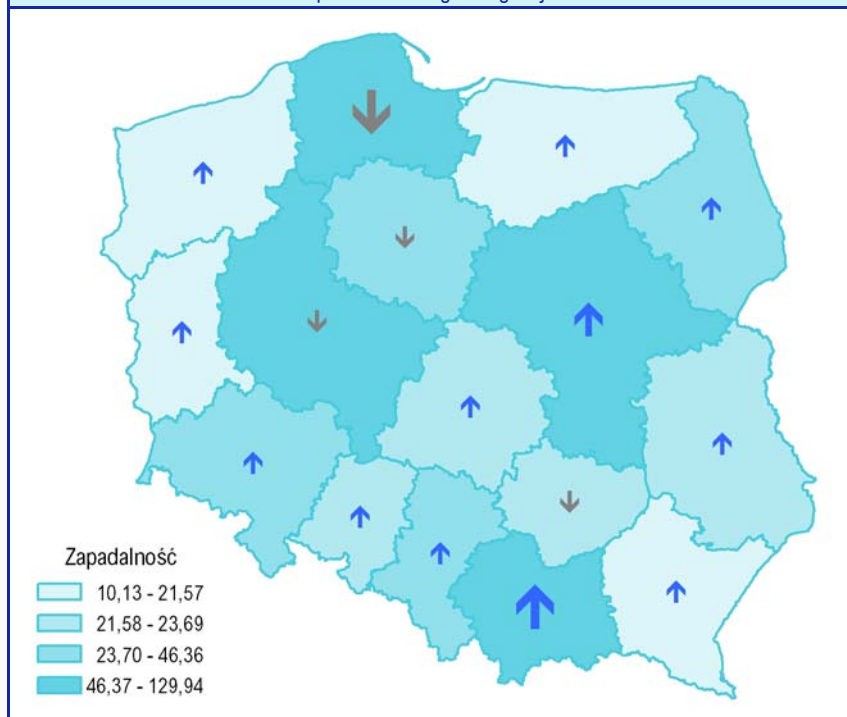 Zapadalność
10,13 - 21,57
21,58 - 23,69
23,70 - 46,36
46,37 - 129,94